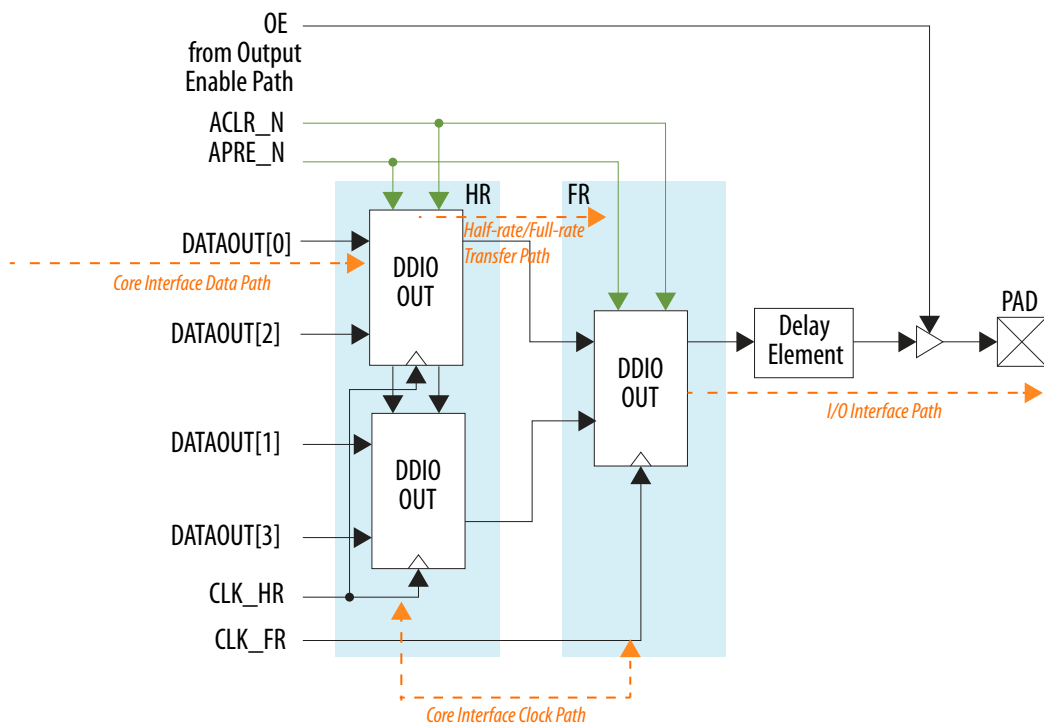 OE
from Output
Enable Path
ACLR_N
APRE_N
HR
FR
DATAOUT[0]
Half-rate/Full-rate
Transfer Path
Core Interface Data Path
DDIO
OUT
DATAOUT[2]
PAD
Delay
Element
DDIO
OUT
I/O Interface Path
DATAOUT[1]
DDIO
OUT
DATAOUT[3]
CLK_HR
CLK_FR
Core Interface Clock Path